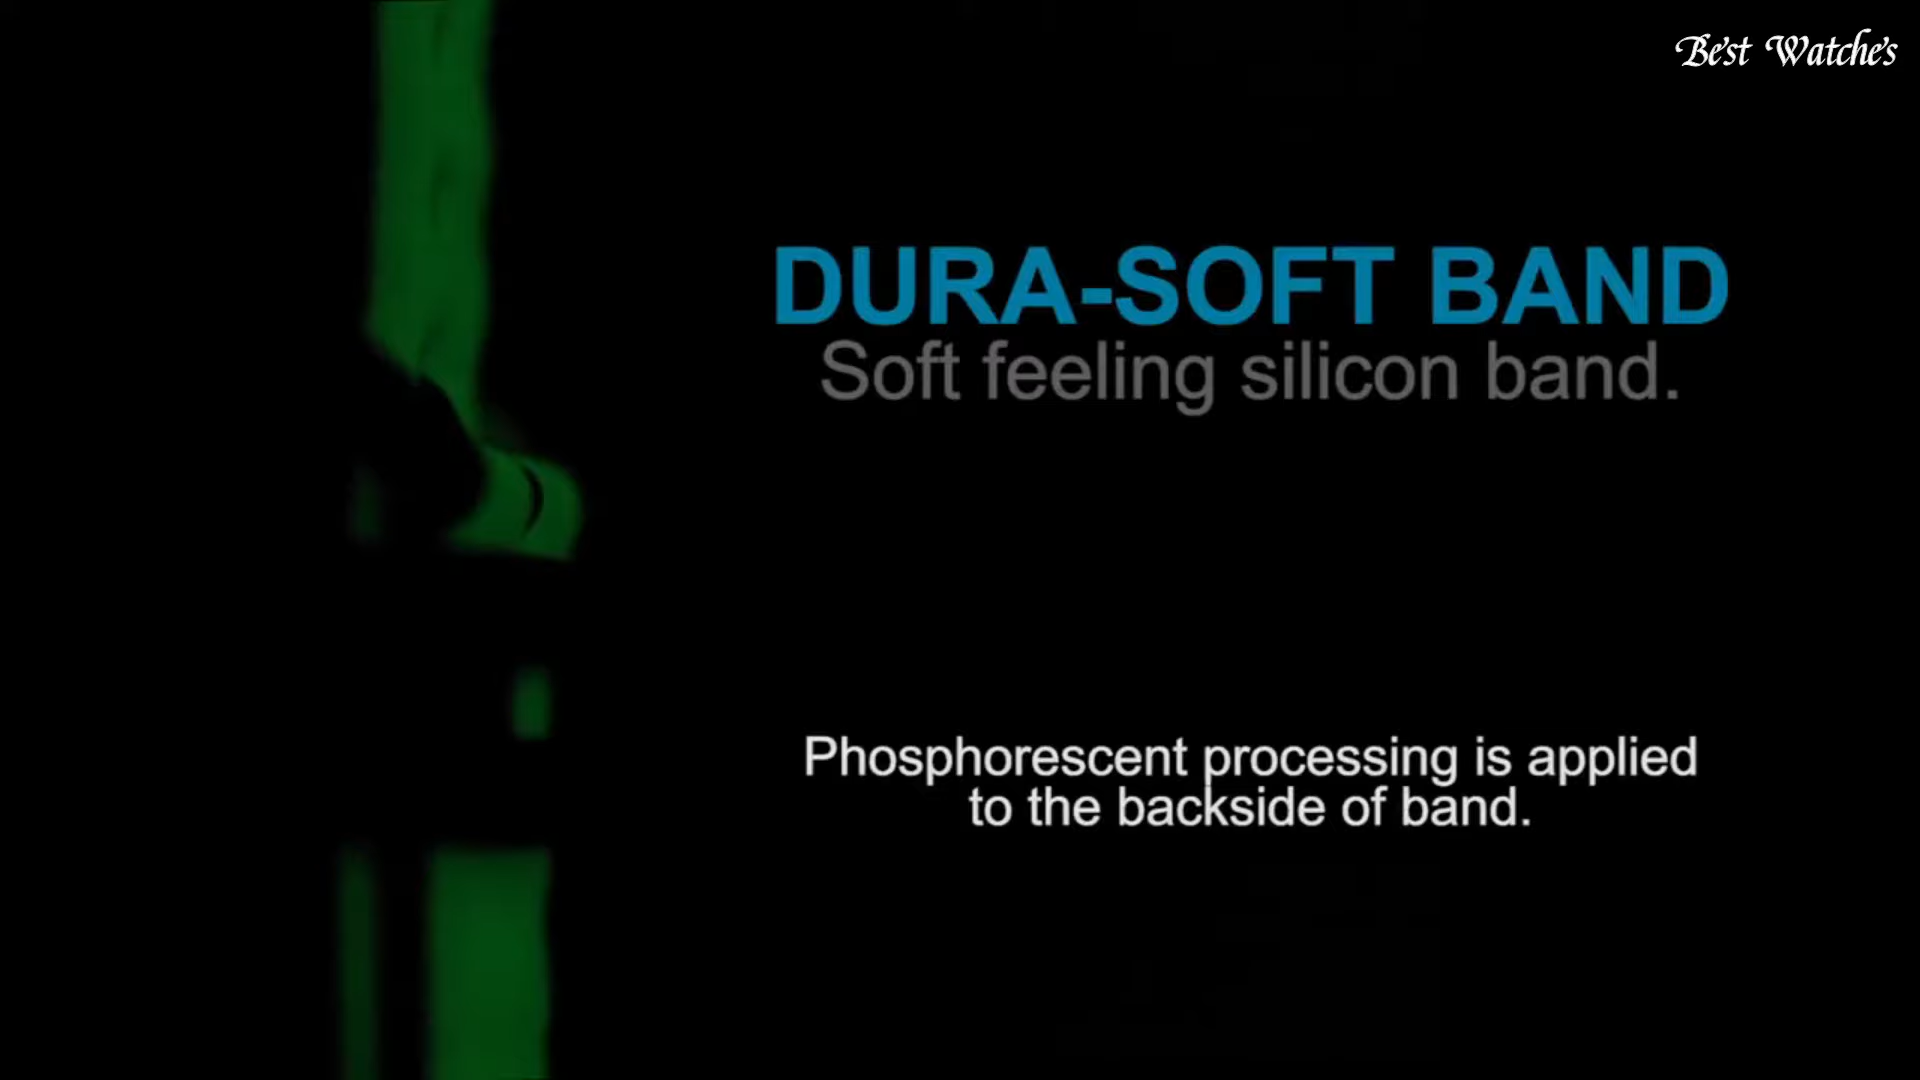 Be'st Watche's
DURA-SOFT BAND
Soft feeling silicon band.
Phosphorescent processing is applied
to the backside of band.